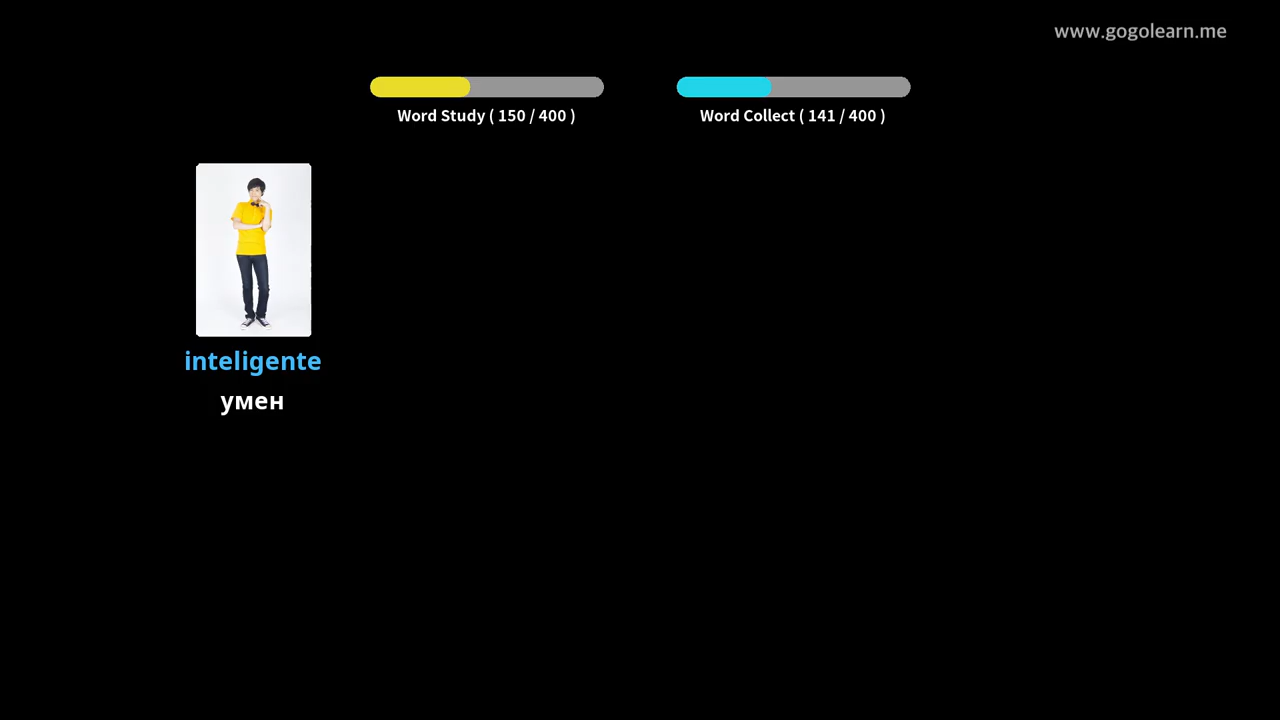 www.gogolearn.me
Word Study ( 150 / 400 )
Word Collect ( 141 / 400 )
inteligente
умен